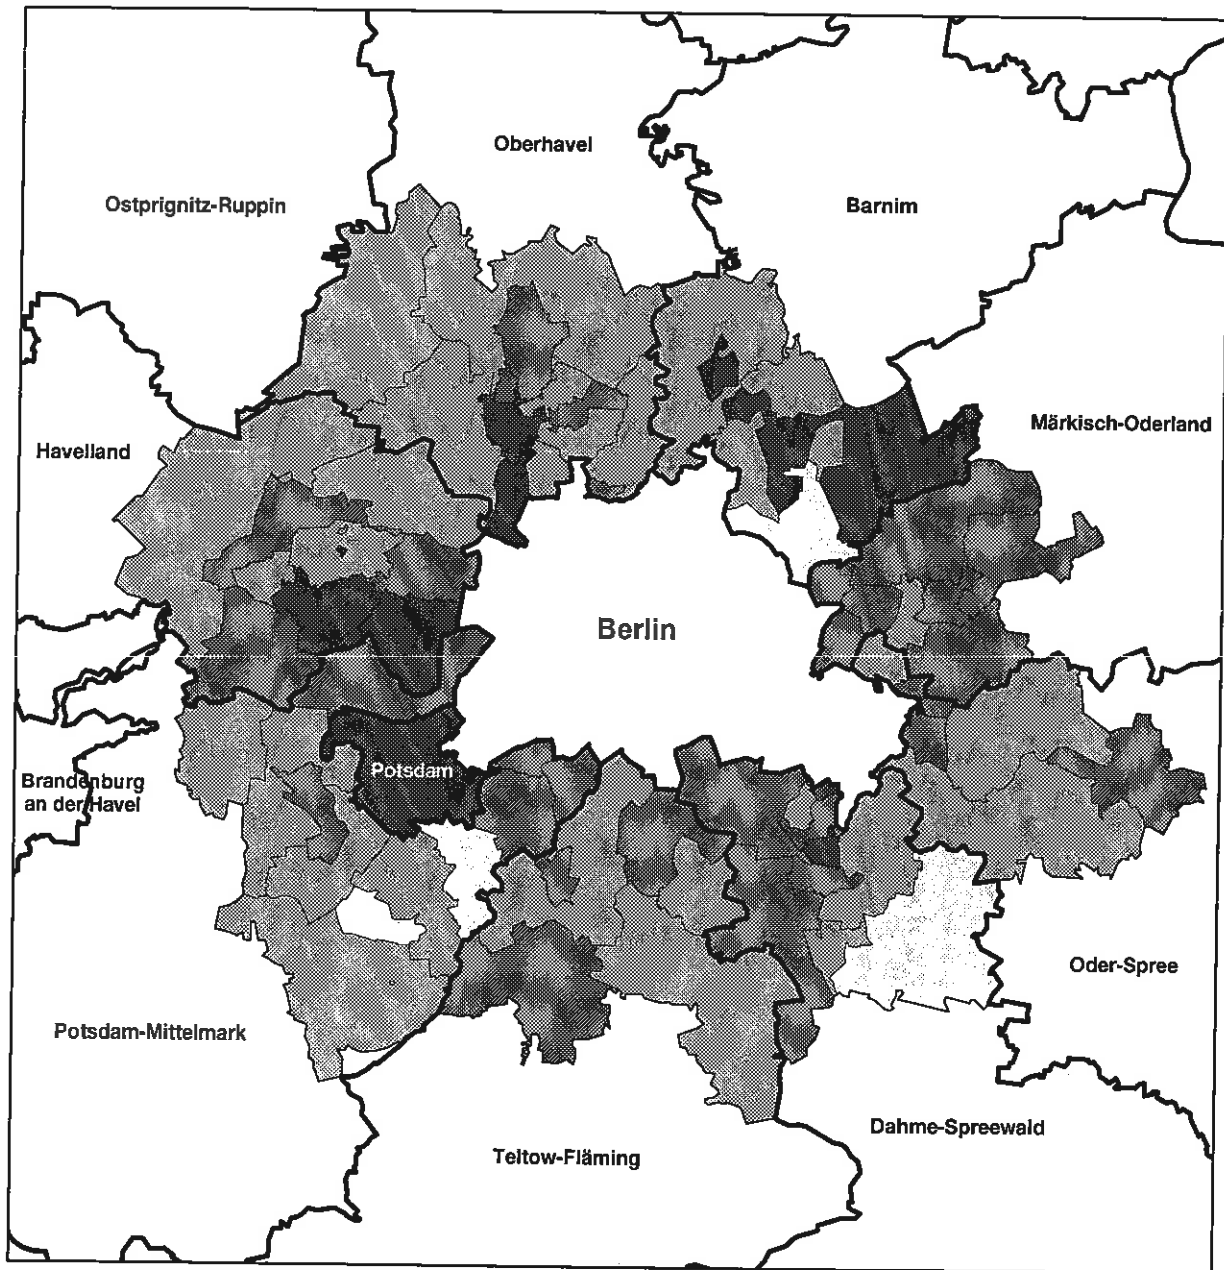 Oberhavel
Ostprignitz-Ruppin
Barnim
Havelland
Märkisch-Oderland
Berlin
Potsdam
Brandenburg
an der Havel
Oder-Spree
Potsdam-Mittelmark
Dahme-Spreewald
Teltow-Fläming